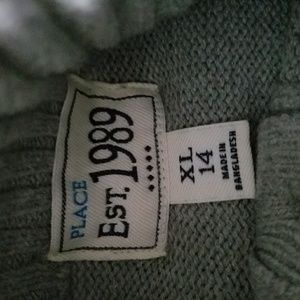 PLACE
EST. 1989
★★★★★
XL
14
MADE IN
BANGLADESH